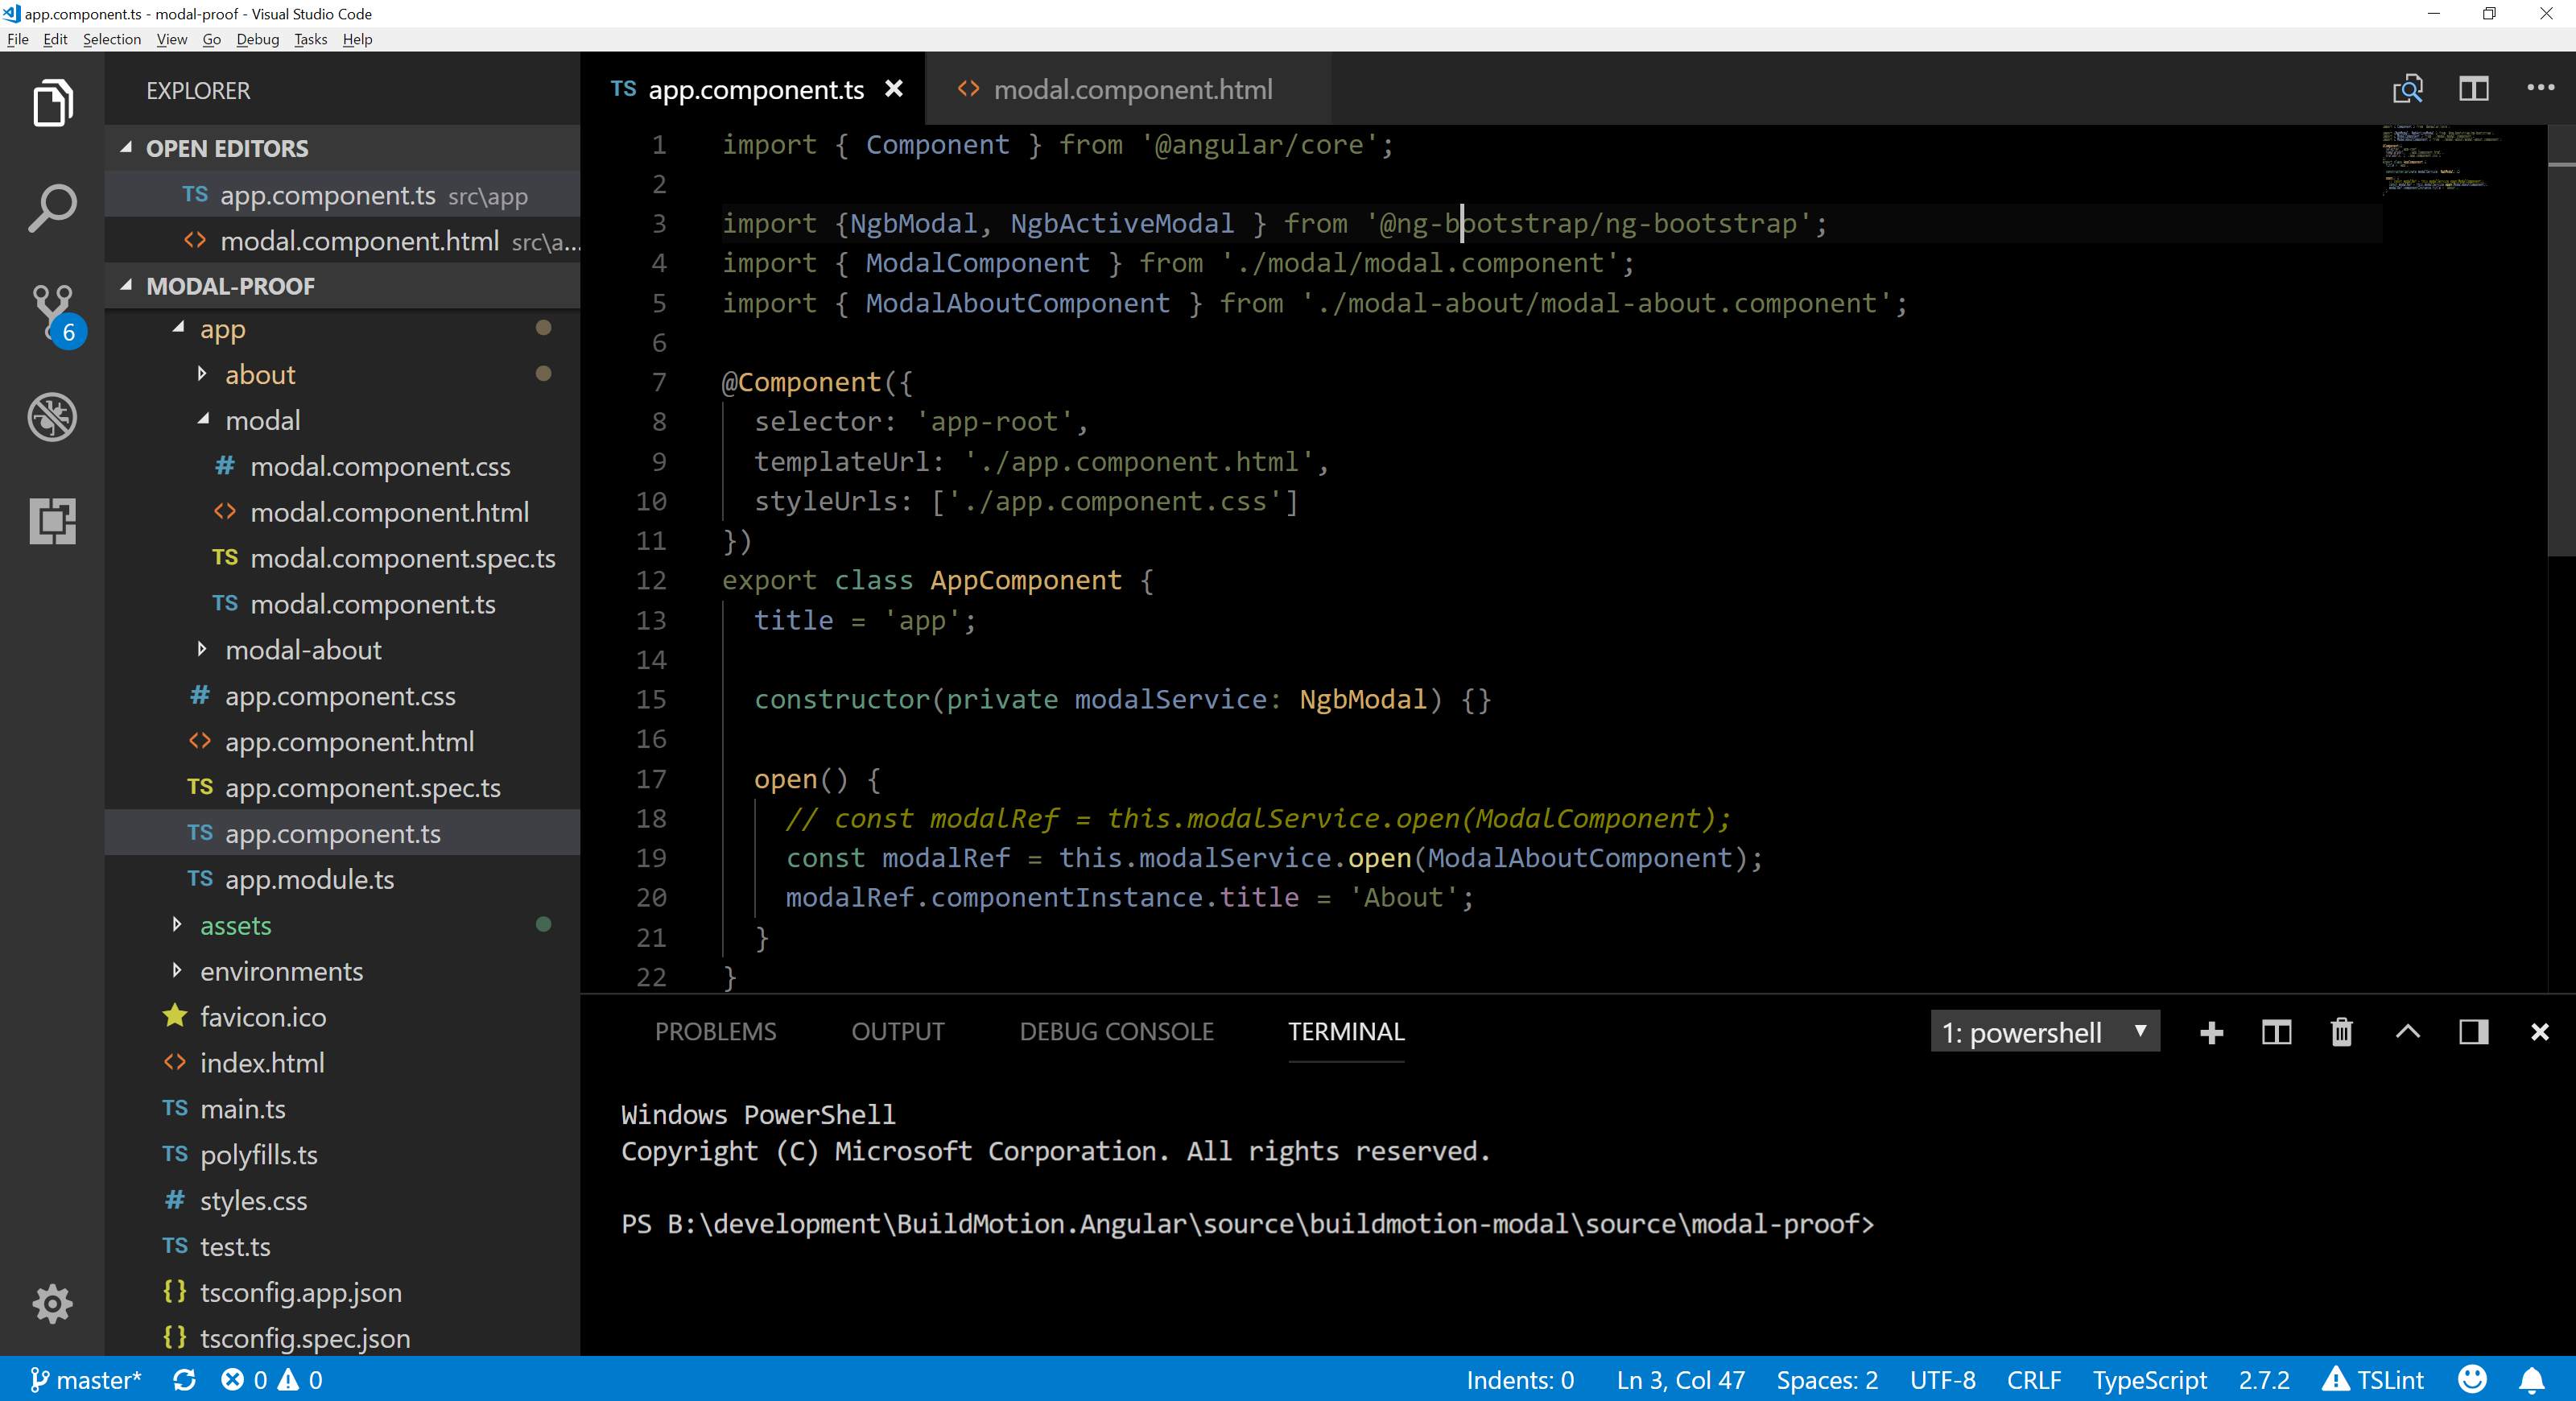 app.component.ts - modal-proof - Visual Studio Code
File Edit Selection View Go Debug Tasks Help
EXPLORER
OPEN EDITORS
TS app.component.ts src\app
<> modal.component.html src\a...
MODAL-PROOF
app
about
modal
# modal.component.css
<> modal.component.html
TS modal.component.spec.ts
TS modal.component.ts
modal-about
# app.component.css
<> app.component.html
TS app.component.spec.ts
TS app.component.ts
TS app.module.ts
assets
environments
favicon.ico
<> index.html
TS main.ts
TS polyfills.ts
# styles.css
TS test.ts
{} tsconfig.app.json
{} tsconfig.spec.json
6
TS app.component.ts
<> modal.component.html
1 import { Component } from '@angular/core';
2
3 import {NgbModal, NgbActiveModal } from '@ng-bootstrap/ng-bootstrap';
4 import { ModalComponent } from './modal/modal.component';
5 import { ModalAboutComponent } from './modal-about/modal-about.component';
6
7 @Component({
8   selector: 'app-root',
9   templateUrl: './app.component.html',
10   styleUrls: ['./app.component.css']
11 })
12 export class AppComponent {
13   title = 'app';
14
15   constructor(private modalService: NgbModal) {}
16
17   open() {
18     // const modalRef = this.modalService.open(ModalComponent);
19     const modalRef = this.modalService.open(ModalAboutComponent);
20     modalRef.componentInstance.title = 'About';
21   }
22 }
PROBLEMS OUTPUT DEBUG CONSOLE TERMINAL 1: powershell
Windows PowerShell
Copyright (C) Microsoft Corporation. All rights reserved.
PS B:\development\BuildMotion.Angular\source\buildmotion-modal\source\modal-proof>
master* 0 0 Indents: 0 Ln 3, Col 47 Spaces: 2 UTF-8 CRLF TypeScript 2.7.2 TSLint